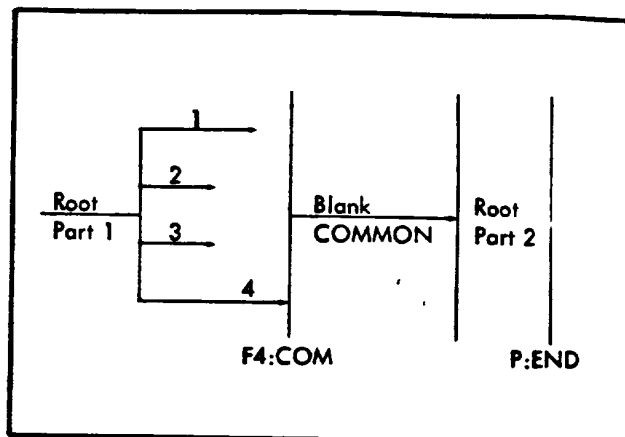 1
2
Root
Part 1
3
4
Blank
COMMON
Root
Part 2
F4:COM
P:END